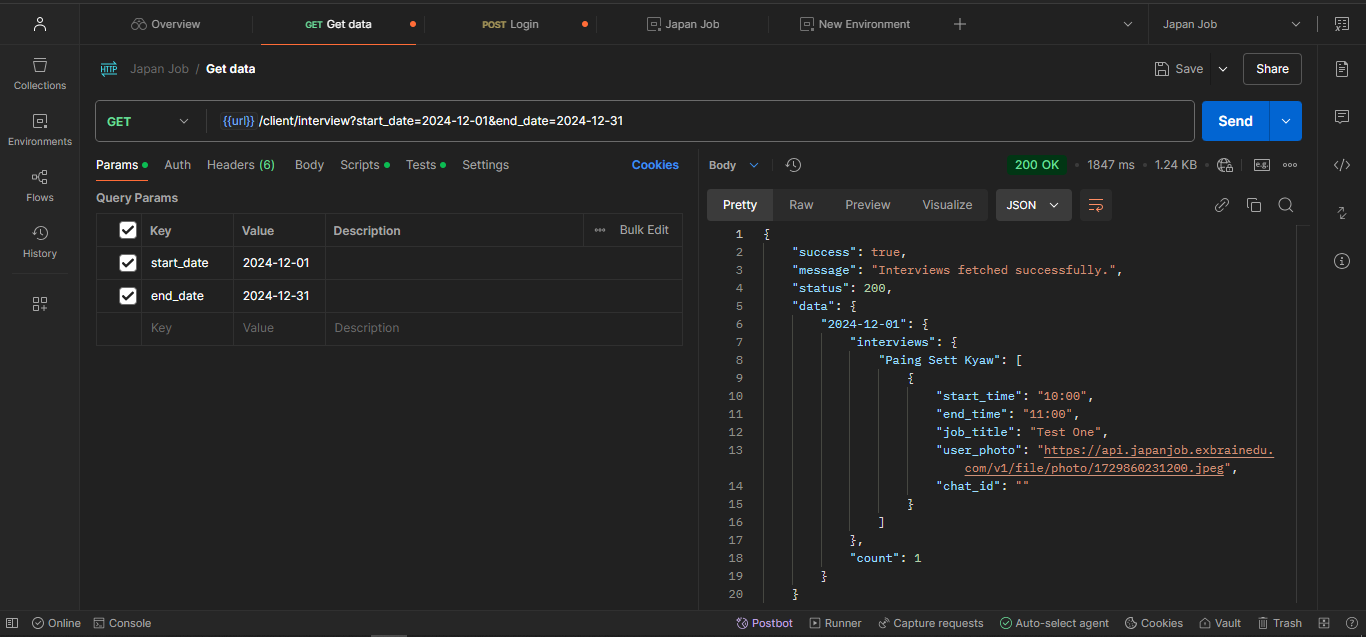 Overview
GET Get data
POST Login
Japan Job
New Environment
Japan Job
Collections
Environments
Flows
History
HTTP Japan Job / Get data
Save
Share
GET
{{url}} /client/interview?start_date=2024-12-01&end_date=2024-12-31
Send
Params Auth Headers (6) Body Scripts Tests Settings Cookies
Query Params
Key Value Description ••• Bulk Edit
start_date 2024-12-01
end_date 2024-12-31
Key Value Description
Body 200 OK • 1847 ms • 1.24 KB • e.g. •••
Pretty Raw Preview Visualize JSON
1 {
2 "success": true,
3 "message": "Interviews fetched successfully.",
4 "status": 200,
5 "data": {
6 "2024-12-01": {
7 "interviews": {
8 "Paing Sett Kyaw": [
9 {
10 "start_time": "10:00",
11 "end_time": "11:00",
12 "job_title": "Test One",
13 "user_photo": "https://api.japanjob.exbrainedu.
com/v1/file/photo/1729860231200.jpeg",
14 "chat_id": ""
15 }
16 ]
17 },
18 "count": 1
19 }
20 }
Online Console Postbot Runner Capture requests Auto-select agent Cookies Vault Trash